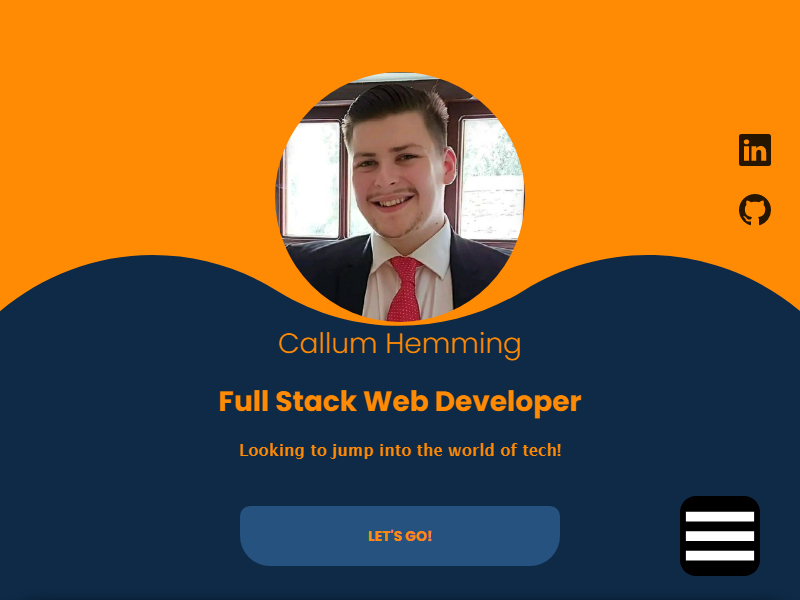 in
Callum Hemming
Full Stack Web Developer
Looking to jump into the world of tech!
LET'S GO!